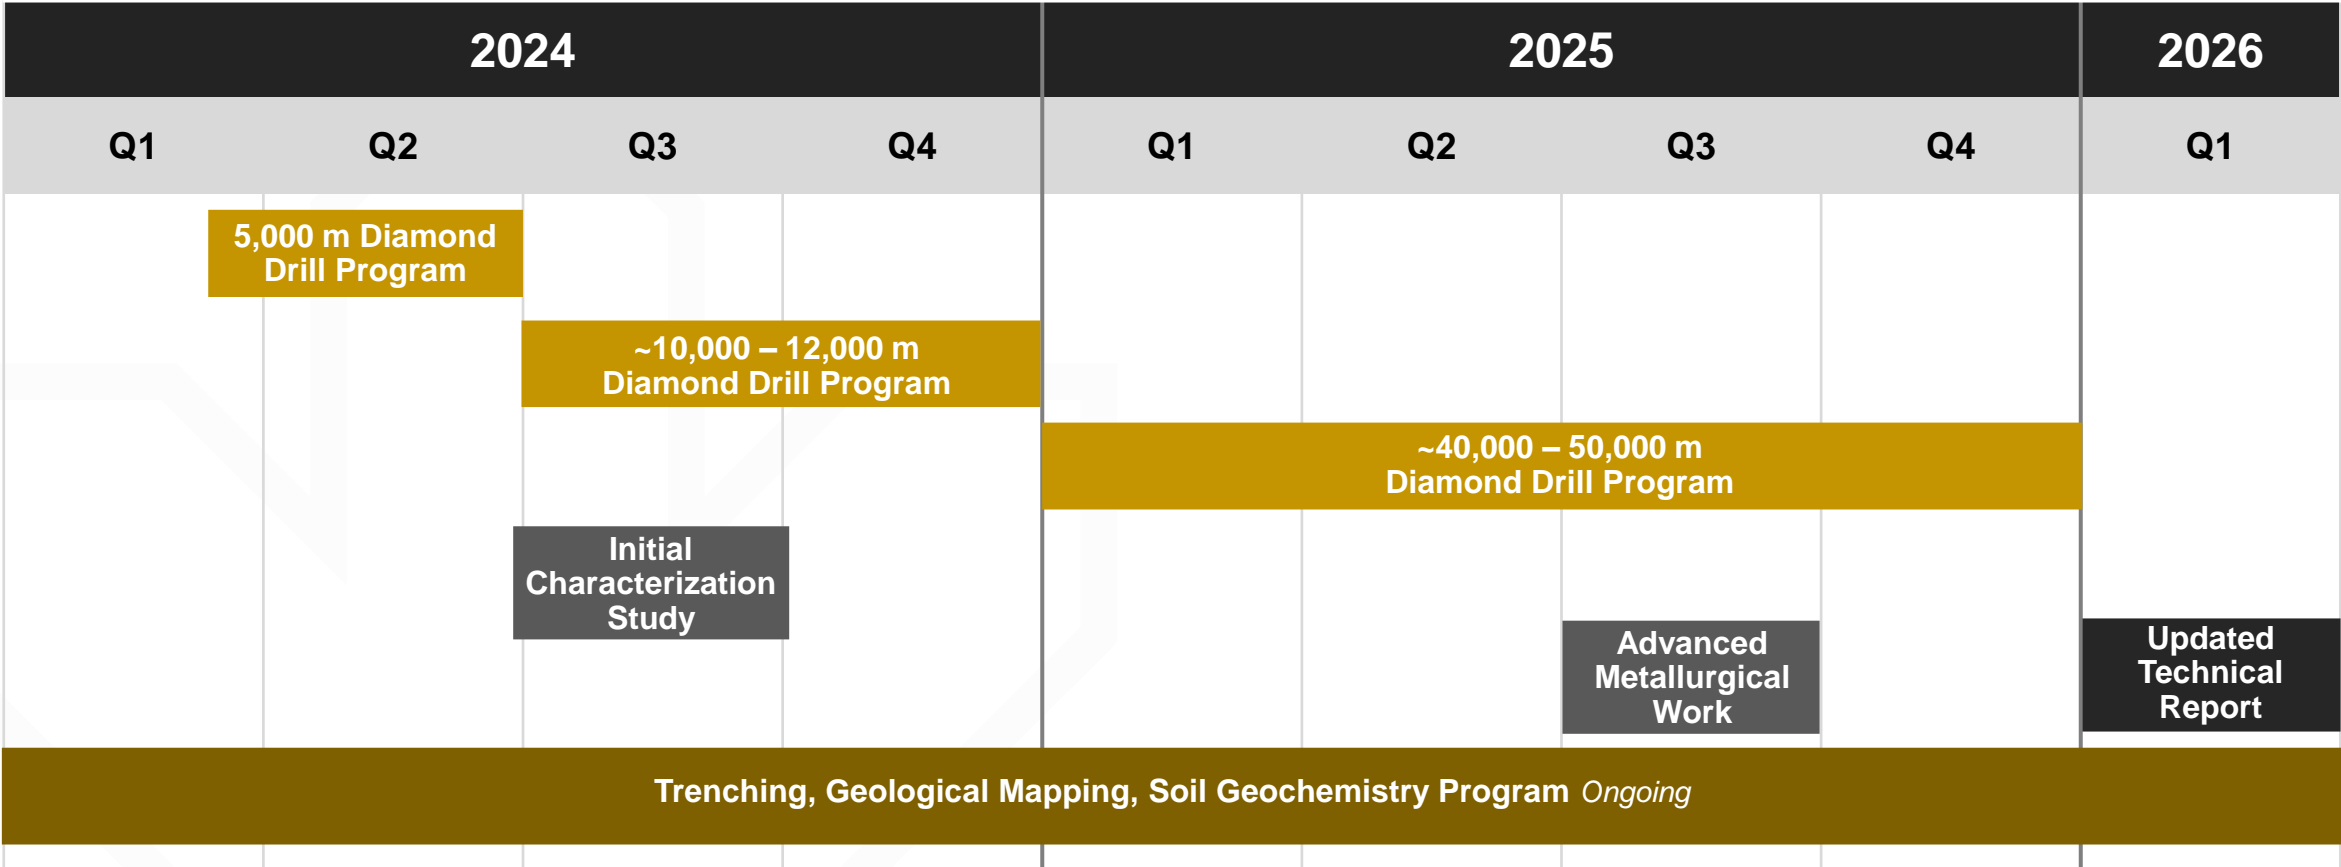 2024
2025
2026
Q1
Q2
Q3
Q4
Q1
Q2
Q3
Q4
Q1
5,000 m Diamond
Drill Program
~10,000 – 12,000 m
Diamond Drill Program
~40,000 – 50,000 m
Diamond Drill Program
Initial
Characterization
Study
Advanced
Metallurgical
Work
Updated
Technical
Report
Trenching, Geological Mapping, Soil Geochemistry Program Ongoing